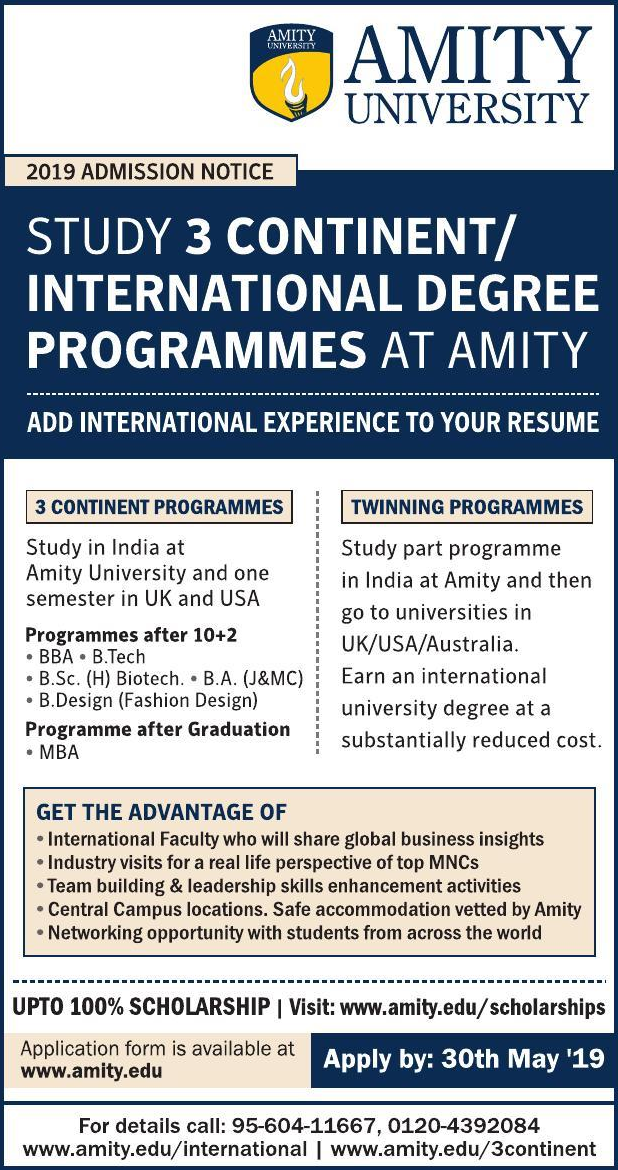 AMITY
UNIVERSITY
AMITY
UNIVERSITY
2019 ADMISSION NOTICE
STUDY 3 CONTINENT/
INTERNATIONAL DEGREE
PROGRAMMES AT AMITY
ADD INTERNATIONAL EXPERIENCE TO YOUR RESUME
3 CONTINENT PROGRAMMES
Study in India at
Amity University and one
semester in UK and USA
Programmes after 10+2
• BBA • B.Tech
• B.Sc. (H) Biotech. • B.A. (J&MC)
• B.Design (Fashion Design)
Programme after Graduation
• MBA
TWINNING PROGRAMMES
Study part programme
in India at Amity and then
go to universities in
UK/USA/Australia.
Earn an international
university degree at a
substantially reduced cost.
GET THE ADVANTAGE OF
• International Faculty who will share global business insights
• Industry visits for a real life perspective of top MNCs
• Team building & leadership skills enhancement activities
• Central Campus locations. Safe accommodation vetted by Amity
• Networking opportunity with students from across the world
UPTO 100% SCHOLARSHIP | Visit: www.amity.edu/scholarships
Application form is available at
www.amity.edu
Apply by: 30th May '19
For details call: 95-604-11667, 0120-4392084
www.amity.edu/international | www.amity.edu/3continent